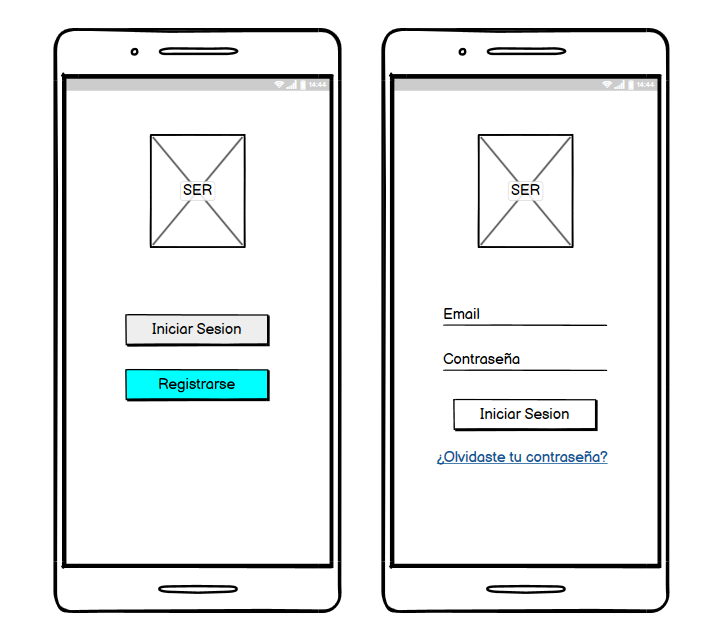 14:44
SER
Iniciar Sesion
Registrarse
14:44
SER
Email
Contraseña
Iniciar Sesion
¿Olvidaste tu contraseña?